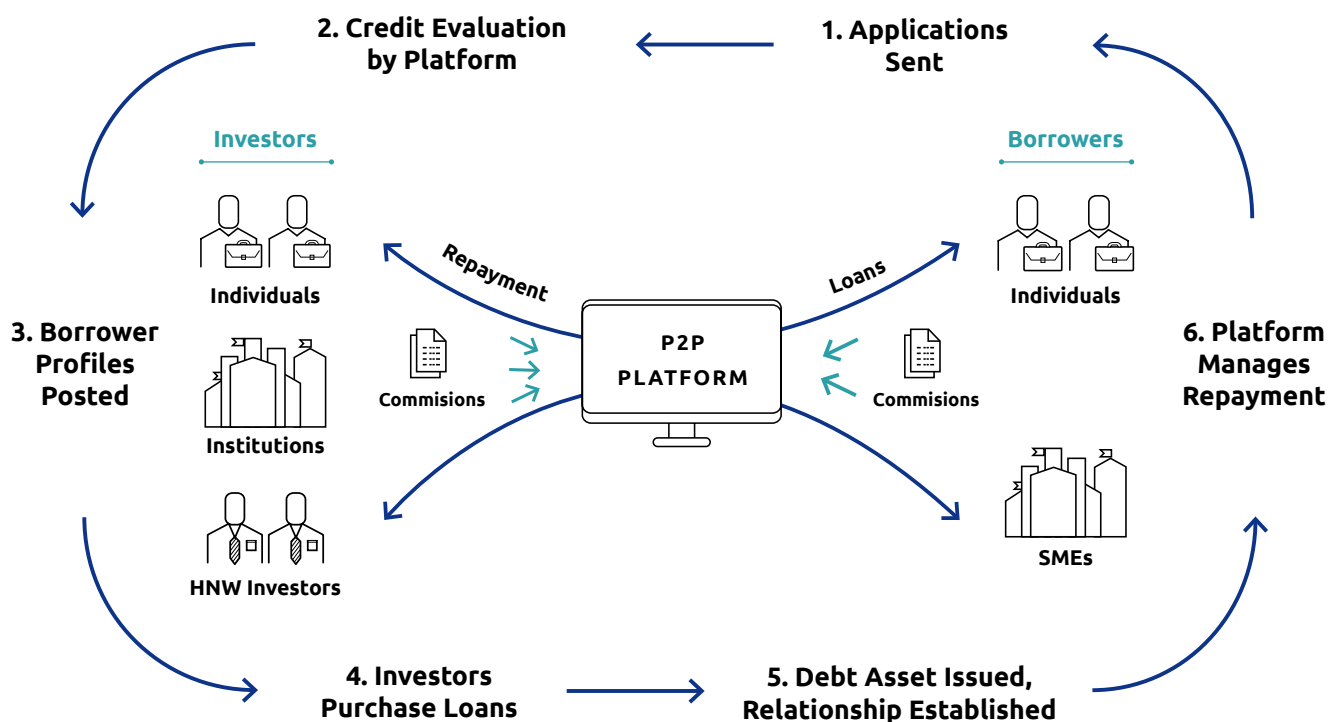 2. Credit Evaluation
by Platform
1. Applications
Sent
Investors
Borrowers
Individuals
Repayment
Loans
Individuals
3. Borrower
Profiles
Posted
P2P
PLATFORM
6. Platform
Manages
Repayment
Commisions
Commisions
Institutions
SMEs
HNW Investors
4. Investors
Purchase Loans
5. Debt Asset Issued,
Relationship Established